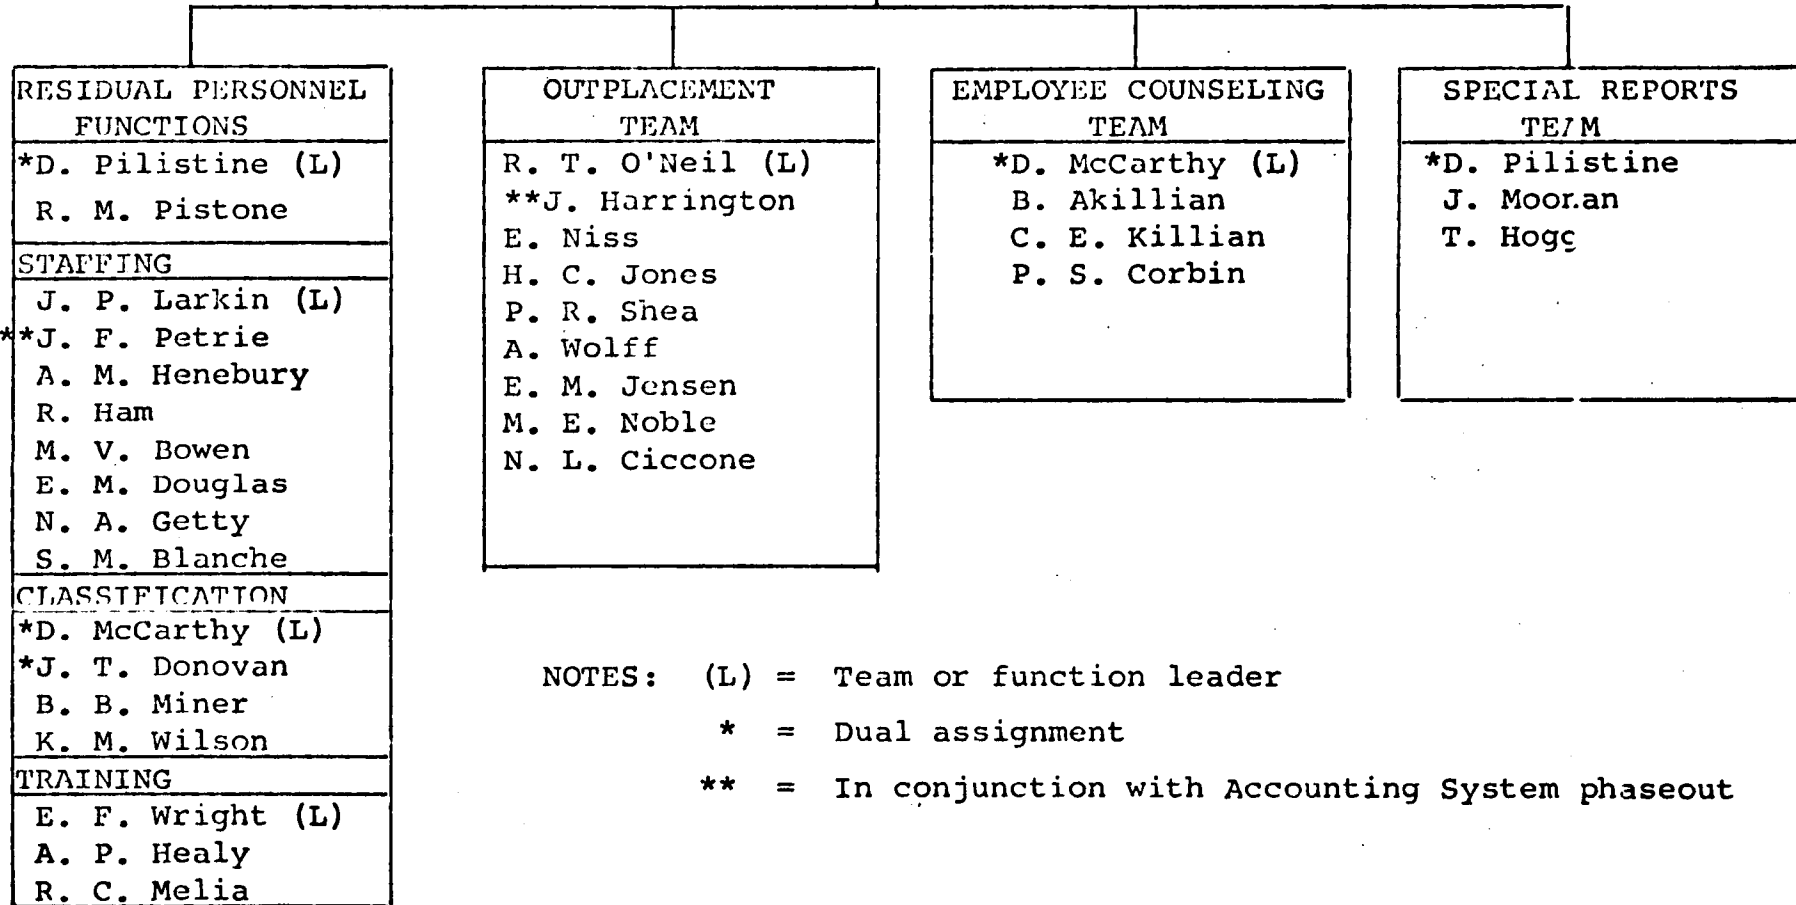 RESIDUAL PERSONNEL
FUNCTIONS
*D. Pilistine (L)
R. M. Pistone
STAFFING
J. P. Larkin (L)
**J. F. Petrie
A. M. Henebury
R. Ham
M. V. Bowen
E. M. Douglas
N. A. Getty
S. M. Blanche
CLASSIFICATION
*D. McCarthy (L)
*J. T. Donovan
B. B. Miner
K. M. Wilson
TRAINING
E. F. Wright (L)
A. P. Healy
R. C. Melia
OUTPLACEMENT
TEAM
R. T. O'Neil (L)
**J. Harrington
E. Niss
H. C. Jones
P. R. Shea
A. Wolff
E. M. Jensen
M. E. Noble
N. L. Ciccone
EMPLOYEE COUNSELING
TEAM
*D. McCarthy (L)
B. Akillian
C. E. Killian
P. S. Corbin
SPECIAL REPORTS
TEAM
*D. Pilistine
J. Moonan
T. Hogg
NOTES: (L) = Team or function leader
* = Dual assignment
** = In conjunction with Accounting System phaseout